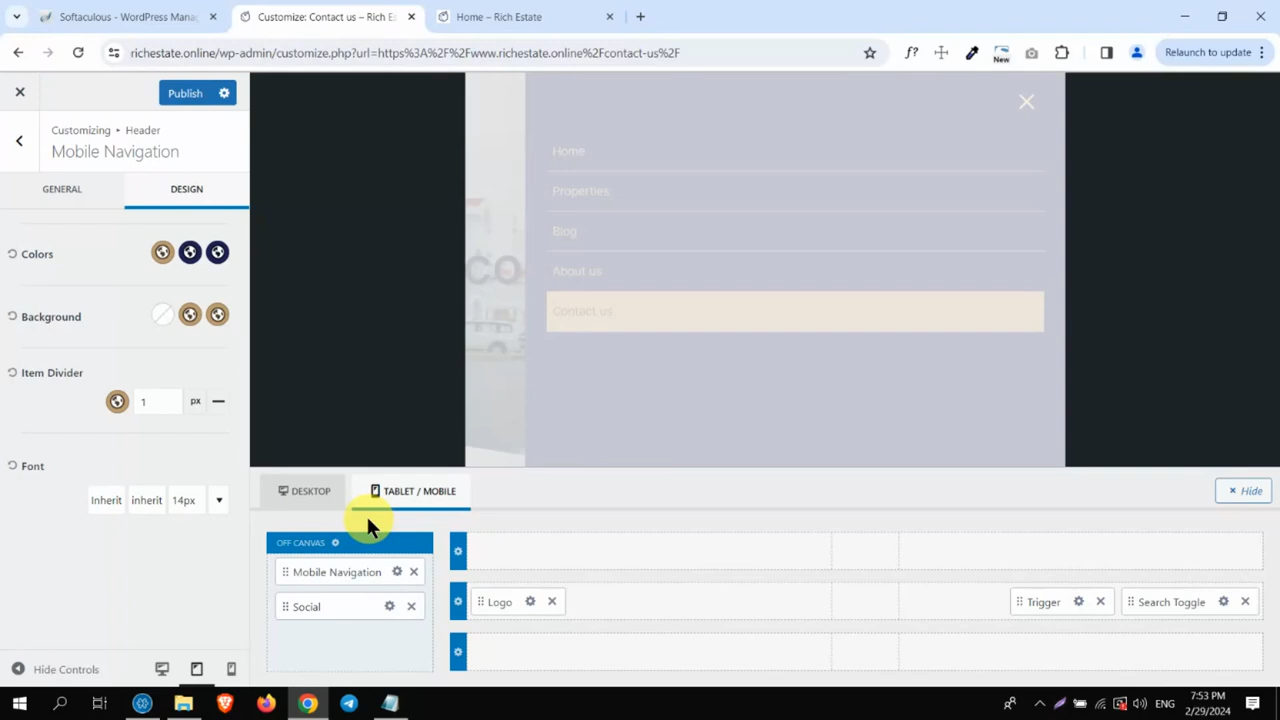 Softaculous - WordPress Mana
Customize: Contact us – Rich Es
Home – Rich Estate
richestate.online/wp-admin/customize.php?url=https%3A%2F%2Fwww.richestate.online%2Fcontact-us%2F
f?
New
Relaunch to update
Publish
Customizing ▸ Header
Mobile Navigation
GENERAL
DESIGN
Colors
Background
Item Divider
1
px
Font
Inherit
inherit
14px
Hide Controls
Home
Properties
Blog
About us
Contact us
CO
DESKTOP
TABLET / MOBILE
Hide
OFF CANVAS
Mobile Navigation
Social
Logo
Trigger
Search Toggle
ENG
7:53 PM
2/29/2024